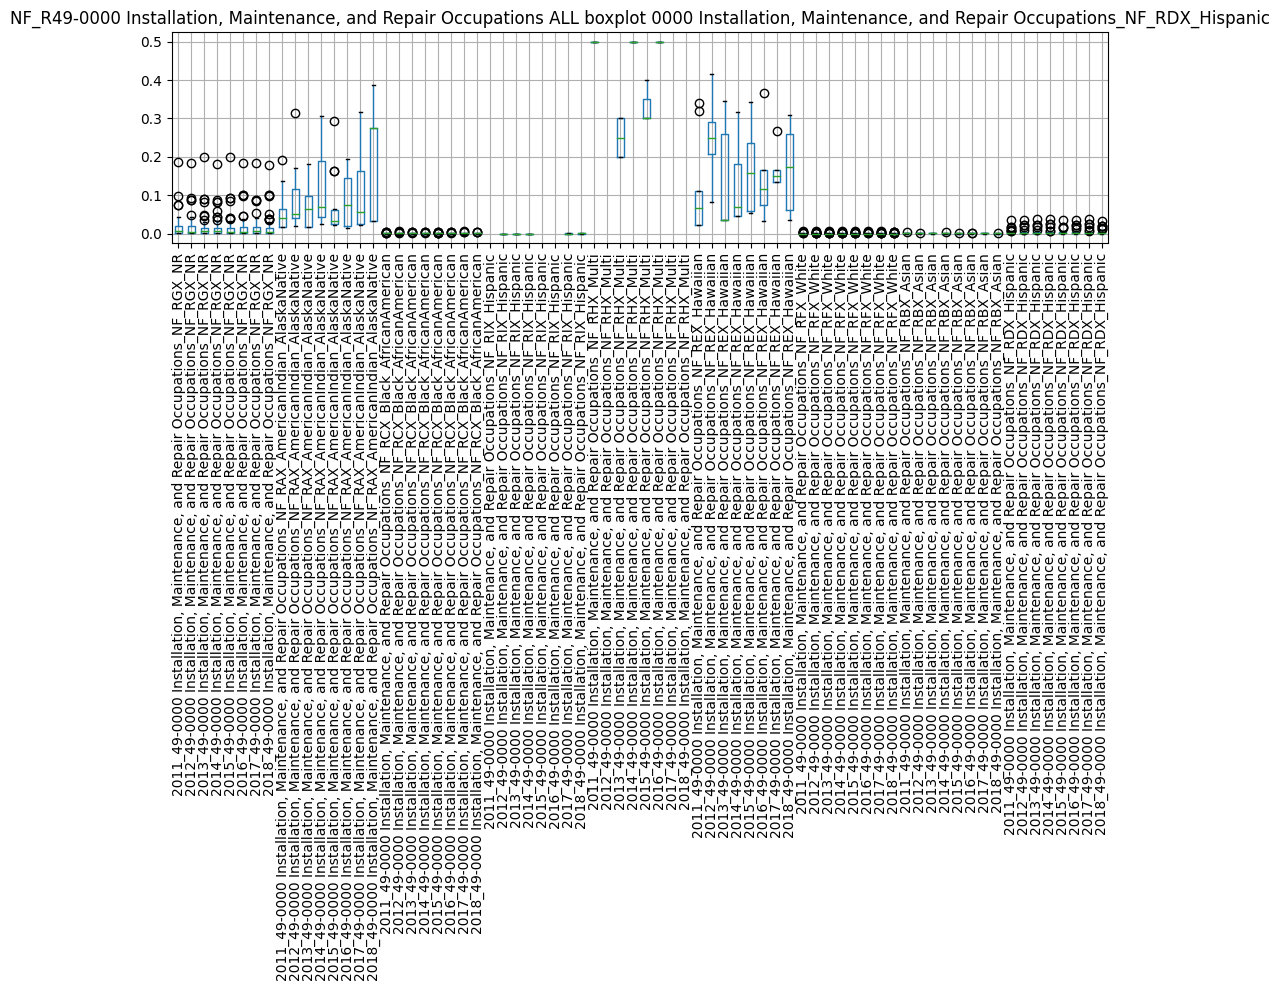 NF_R49-0000 Installation, Maintenance, and Repair Occupations ALL boxplot 0000 Installation, Maintenance, and Repair Occupations_NF_RDX_Hispanic
0.5
0.4
0.3
0.2
0.1
0.0
2011_49-0000 Installation, Maintenance, and Repair Occupations_NF_RGX_NR
2012_49-0000 Installation, Maintenance, and Repair Occupations_NF_RGX_NR
2013_49-0000 Installation, Maintenance, and Repair Occupations_NF_RGX_NR
2014_49-0000 Installation, Maintenance, and Repair Occupations_NF_RGX_NR
2015_49-0000 Installation, Maintenance, and Repair Occupations_NF_RGX_NR
2016_49-0000 Installation, Maintenance, and Repair Occupations_NF_RGX_NR
2017_49-0000 Installation, Maintenance, and Repair Occupations_NF_RGX_NR
2018_49-0000 Installation, Maintenance, and Repair Occupations_NF_RGX_NR
2011_49-0000 Installation, Maintenance, and Repair Occupations_NF_RAX_AmericanIndian_AlaskaNative
2012_49-0000 Installation, Maintenance, and Repair Occupations_NF_RAX_AmericanIndian_AlaskaNative
2013_49-0000 Installation, Maintenance, and Repair Occupations_NF_RAX_AmericanIndian_AlaskaNative
2014_49-0000 Installation, Maintenance, and Repair Occupations_NF_RAX_AmericanIndian_AlaskaNative
2015_49-0000 Installation, Maintenance, and Repair Occupations_NF_RAX_AmericanIndian_AlaskaNative
2016_49-0000 Installation, Maintenance, and Repair Occupations_NF_RAX_AmericanIndian_AlaskaNative
2017_49-0000 Installation, Maintenance, and Repair Occupations_NF_RAX_AmericanIndian_AlaskaNative
2018_49-0000 Installation, Maintenance, and Repair Occupations_NF_RAX_AmericanIndian_AlaskaNative
2011_49-0000 Installation, Maintenance, and Repair Occupations_NF_RCX_Black_AfricanAmerican
2012_49-0000 Installation, Maintenance, and Repair Occupations_NF_RCX_Black_AfricanAmerican
2013_49-0000 Installation, Maintenance, and Repair Occupations_NF_RCX_Black_AfricanAmerican
2014_49-0000 Installation, Maintenance, and Repair Occupations_NF_RCX_Black_AfricanAmerican
2015_49-0000 Installation, Maintenance, and Repair Occupations_NF_RCX_Black_AfricanAmerican
2016_49-0000 Installation, Maintenance, and Repair Occupations_NF_RCX_Black_AfricanAmerican
2017_49-0000 Installation, Maintenance, and Repair Occupations_NF_RCX_Black_AfricanAmerican
2018_49-0000 Installation, Maintenance, and Repair Occupations_NF_RCX_Black_AfricanAmerican
2011_49-0000 Installation, Maintenance, and Repair Occupations_NF_RIX_Hispanic
2012_49-0000 Installation, Maintenance, and Repair Occupations_NF_RIX_Hispanic
2013_49-0000 Installation, Maintenance, and Repair Occupations_NF_RIX_Hispanic
2014_49-0000 Installation, Maintenance, and Repair Occupations_NF_RIX_Hispanic
2015_49-0000 Installation, Maintenance, and Repair Occupations_NF_RIX_Hispanic
2016_49-0000 Installation, Maintenance, and Repair Occupations_NF_RIX_Hispanic
2017_49-0000 Installation, Maintenance, and Repair Occupations_NF_RIX_Hispanic
2018_49-0000 Installation, Maintenance, and Repair Occupations_NF_RIX_Hispanic
2011_49-0000 Installation, Maintenance, and Repair Occupations_NF_RHX_Multi
2012_49-0000 Installation, Maintenance, and Repair Occupations_NF_RHX_Multi
2013_49-0000 Installation, Maintenance, and Repair Occupations_NF_RHX_Multi
2014_49-0000 Installation, Maintenance, and Repair Occupations_NF_RHX_Multi
2015_49-0000 Installation, Maintenance, and Repair Occupations_NF_RHX_Multi
2016_49-0000 Installation, Maintenance, and Repair Occupations_NF_RHX_Multi
2017_49-0000 Installation, Maintenance, and Repair Occupations_NF_RHX_Multi
2018_49-0000 Installation, Maintenance, and Repair Occupations_NF_RHX_Multi
2011_49-0000 Installation, Maintenance, and Repair Occupations_NF_REX_Hawaiian
2012_49-0000 Installation, Maintenance, and Repair Occupations_NF_REX_Hawaiian
2013_49-0000 Installation, Maintenance, and Repair Occupations_NF_REX_Hawaiian
2014_49-0000 Installation, Maintenance, and Repair Occupations_NF_REX_Hawaiian
2015_49-0000 Installation, Maintenance, and Repair Occupations_NF_REX_Hawaiian
2016_49-0000 Installation, Maintenance, and Repair Occupations_NF_REX_Hawaiian
2017_49-0000 Installation, Maintenance, and Repair Occupations_NF_REX_Hawaiian
2018_49-0000 Installation, Maintenance, and Repair Occupations_NF_REX_Hawaiian
2011_49-0000 Installation, Maintenance, and Repair Occupations_NF_RFX_White
2012_49-0000 Installation, Maintenance, and Repair Occupations_NF_RFX_White
2013_49-0000 Installation, Maintenance, and Repair Occupations_NF_RFX_White
2014_49-0000 Installation, Maintenance, and Repair Occupations_NF_RFX_White
2015_49-0000 Installation, Maintenance, and Repair Occupations_NF_RFX_White
2016_49-0000 Installation, Maintenance, and Repair Occupations_NF_RFX_White
2017_49-0000 Installation, Maintenance, and Repair Occupations_NF_RFX_White
2018_49-0000 Installation, Maintenance, and Repair Occupations_NF_RFX_White
2011_49-0000 Installation, Maintenance, and Repair Occupations_NF_RBX_Asian
2012_49-0000 Installation, Maintenance, and Repair Occupations_NF_RBX_Asian
2013_49-0000 Installation, Maintenance, and Repair Occupations_NF_RBX_Asian
2014_49-0000 Installation, Maintenance, and Repair Occupations_NF_RBX_Asian
2015_49-0000 Installation, Maintenance, and Repair Occupations_NF_RBX_Asian
2016_49-0000 Installation, Maintenance, and Repair Occupations_NF_RBX_Asian
2017_49-0000 Installation, Maintenance, and Repair Occupations_NF_RBX_Asian
2018_49-0000 Installation, Maintenance, and Repair Occupations_NF_RBX_Asian
2011_49-0000 Installation, Maintenance, and Repair Occupations_NF_RDX_Hispanic
2012_49-0000 Installation, Maintenance, and Repair Occupations_NF_RDX_Hispanic
2013_49-0000 Installation, Maintenance, and Repair Occupations_NF_RDX_Hispanic
2014_49-0000 Installation, Maintenance, and Repair Occupations_NF_RDX_Hispanic
2015_49-0000 Installation, Maintenance, and Repair Occupations_NF_RDX_Hispanic
2016_49-0000 Installation, Maintenance, and Repair Occupations_NF_RDX_Hispanic
2017_49-0000 Installation, Maintenance, and Repair Occupations_NF_RDX_Hispanic
2018_49-0000 Installation, Maintenance, and Repair Occupations_NF_RDX_Hispanic